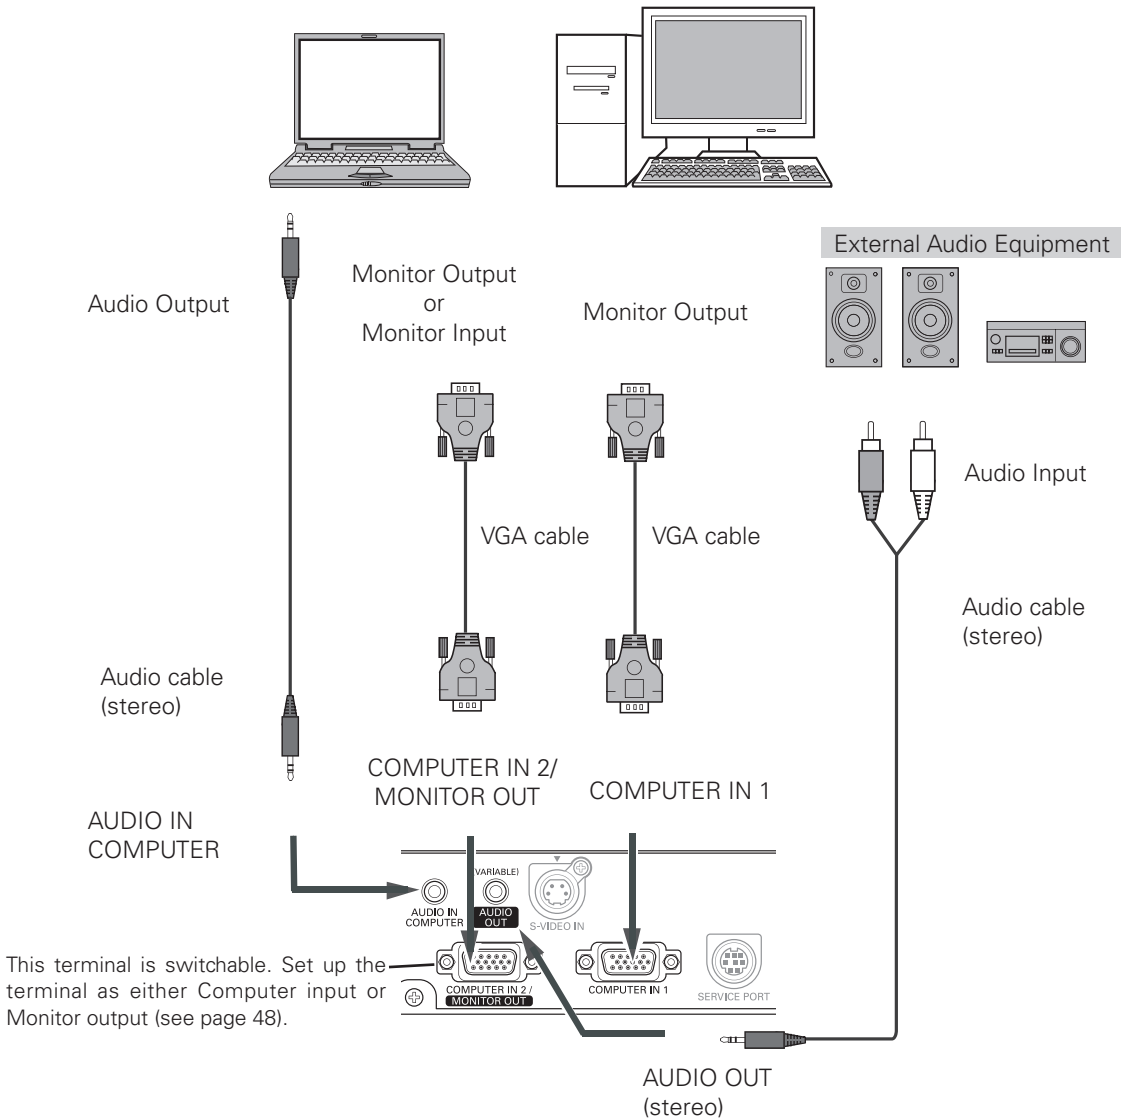 External Audio Equipment
Audio Output
Monitor Output
or
Monitor Input
Monitor Output
Audio Input
VGA cable
VGA cable
Audio cable
(stereo)
Audio cable
(stereo)
COMPUTER IN 2/
MONITOR OUT
COMPUTER IN 1
AUDIO IN
COMPUTER
VARIABLE)
AUDIO IN
COMPUTER
AUDIO
OUT
S-VIDEO IN
This terminal is switchable. Set up the
terminal as either Computer input or
Monitor output (see page 48).
COMPUTER IN 2 /
MONITOR OUT
COMPUTER IN 1
SERVICE PORT
AUDIO OUT
(stereo)